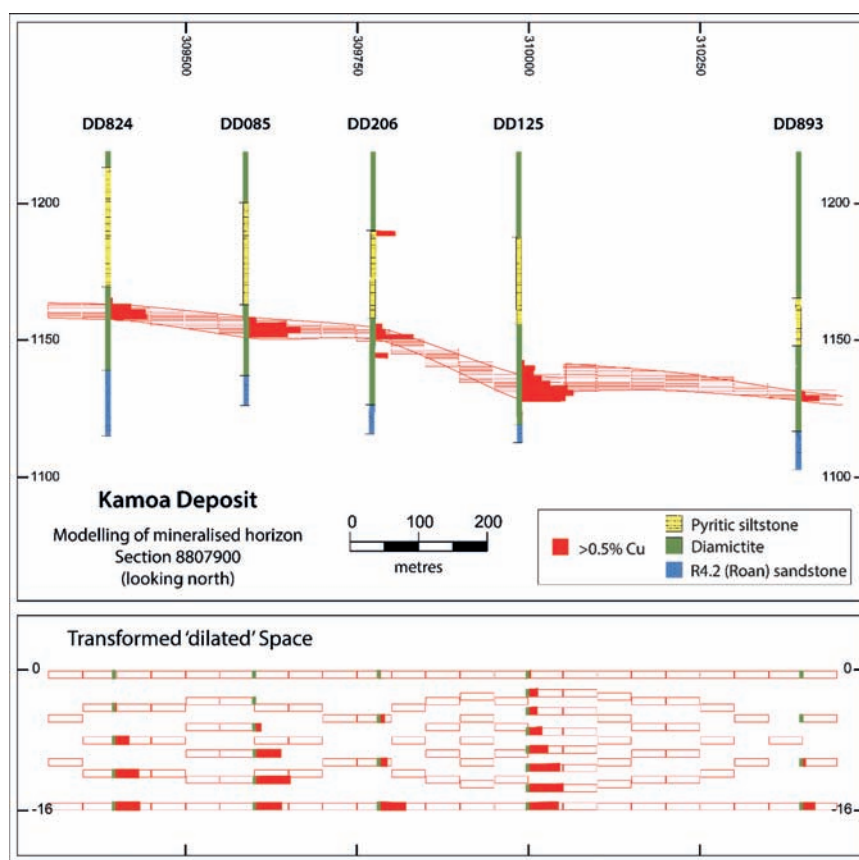 309500
309750
310000
310250
DD824
DD085
DD206
DD125
DD893
1200
1200
1150
1150
1100
1100
Kamoa Deposit
Modelling of mineralised horizon
Section 8807900
(looking north)
0 100 200
metres
>0.5% Cu
Pyritic siltstone
Diamictite
R4.2 (Roan) sandstone
Transformed 'dilated' Space
0
0
-16
-16